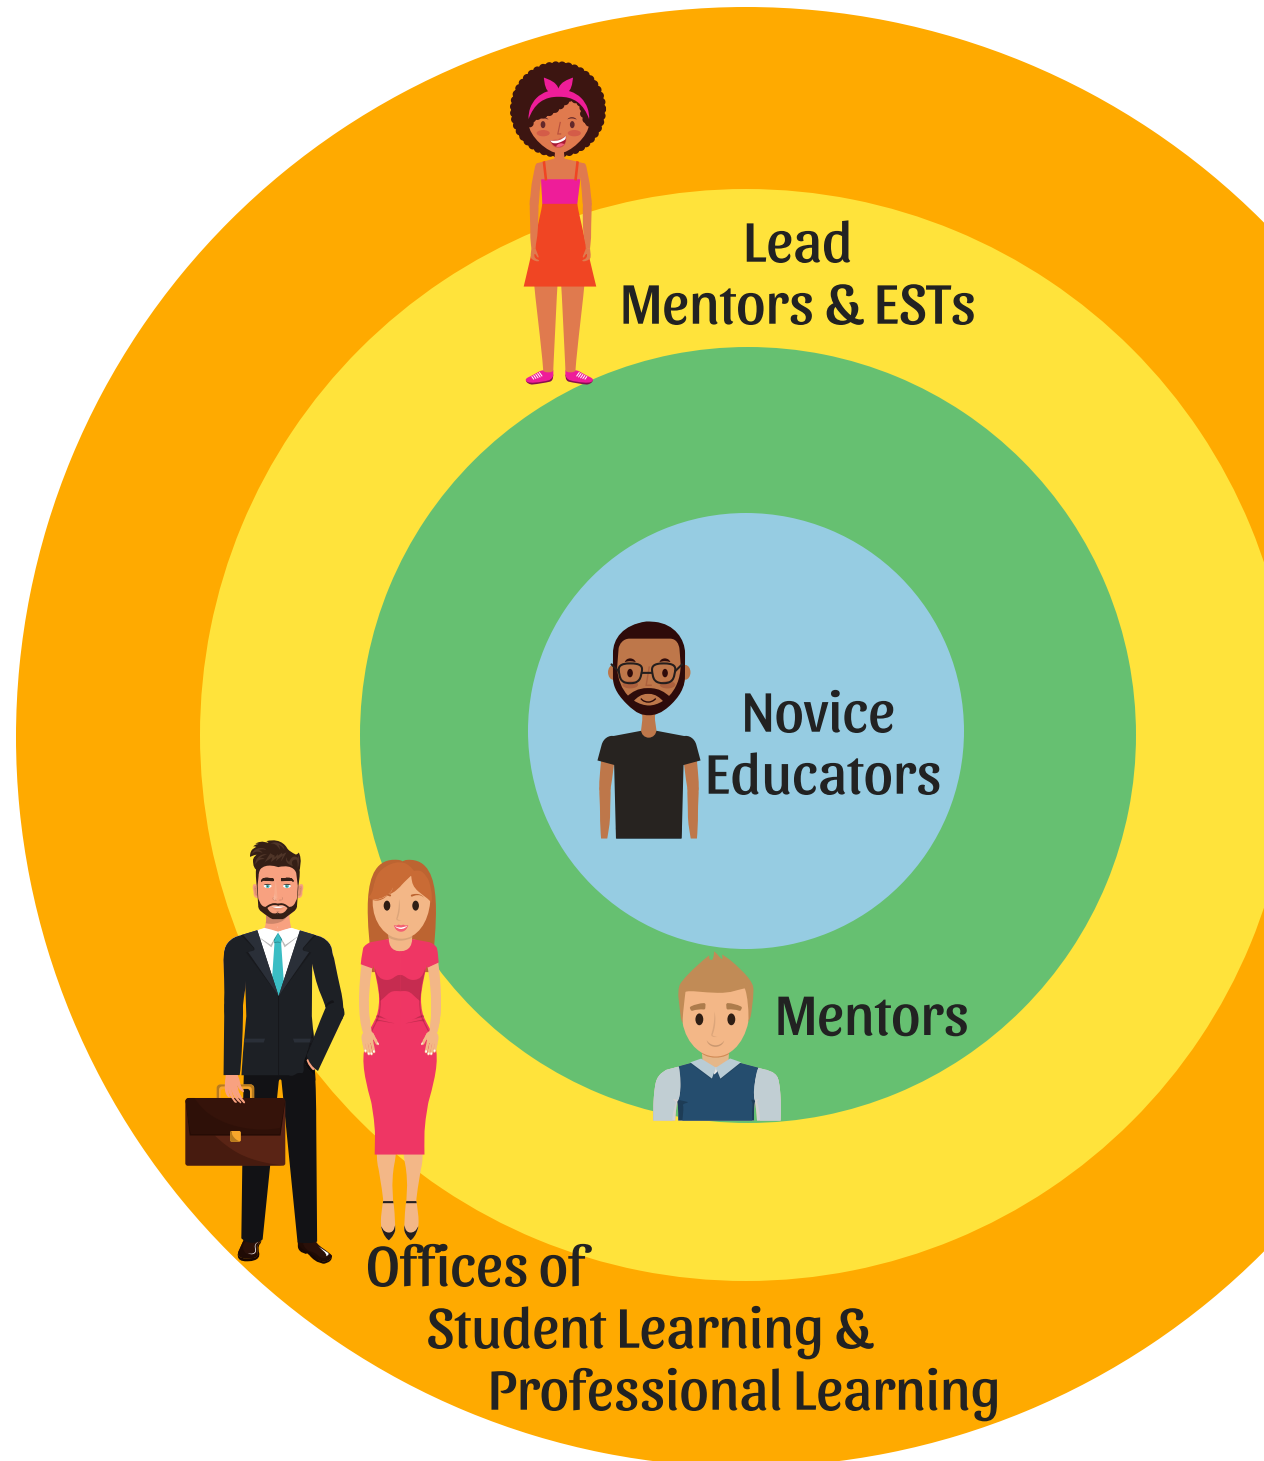 Lead
Mentors & ESTs
Novice
Educators
Mentors
Offices of
Student Learning &
Professional Learning